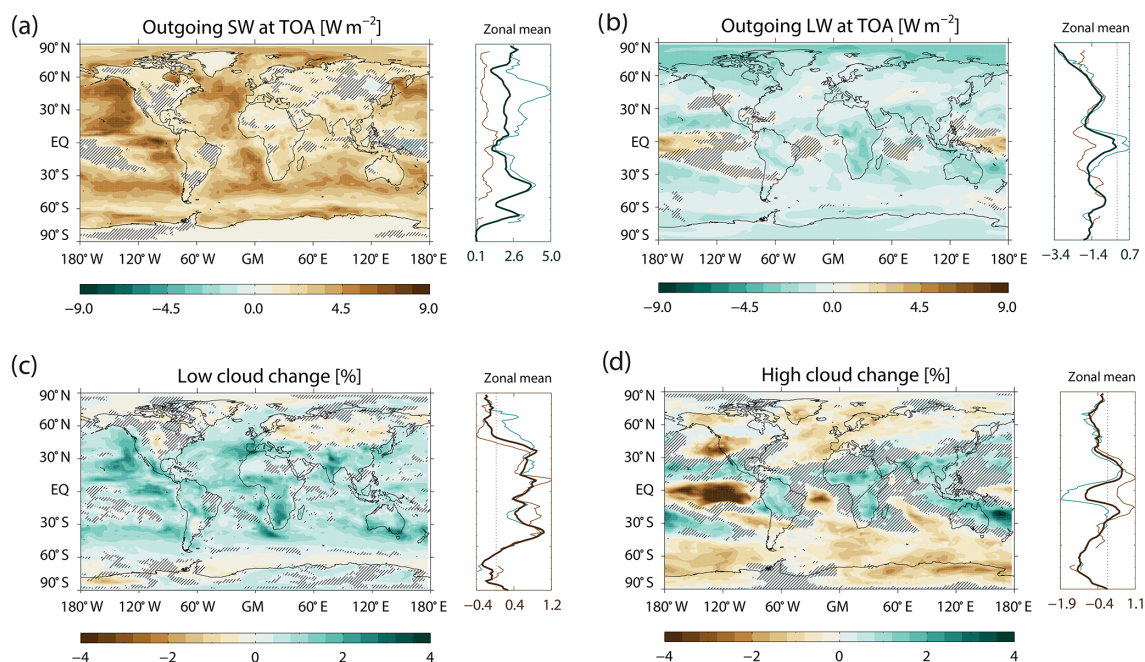 (a) Outgoing SW at TOA [W m−2] Zonal mean
90° N
60° N
30° N
EQ
30° S
60° S
90° S
180° W 120° W 60° W GM 60° E 120° E 180° E 0.1 2.6 5.0
−9.0 −4.5 0.0 4.5 9.0
(b) Outgoing LW at TOA [W m−2] Zonal mean
90° N
60° N
30° N
EQ
30° S
60° S
90° S
180° W 120° W 60° W GM 60° E 120° E 180° E −3.4 −1.4 0.7
−9.0 −4.5 0.0 4.5 9.0
(c) Low cloud change [%] Zonal mean
90° N
60° N
30° N
EQ
30° S
60° S
90° S
180° W 120° W 60° W GM 60° E 120° E 180° E −0.4 0.4 1.2
−4 −2 0 2 4
(d) High cloud change [%] Zonal mean
90° N
60° N
30° N
EQ
30° S
60° S
90° S
180° W 120° W 60° W GM 60° E 120° E 180° E −1.9 −0.4 1.1
−4 −2 0 2 4